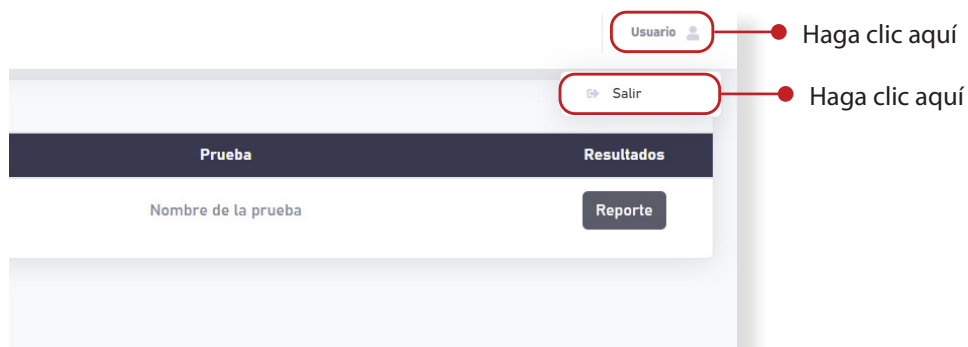 Usuario
Haga clic aquí
Salir
Haga clic aquí
Prueba
Resultados
Nombre de la prueba
Reporte